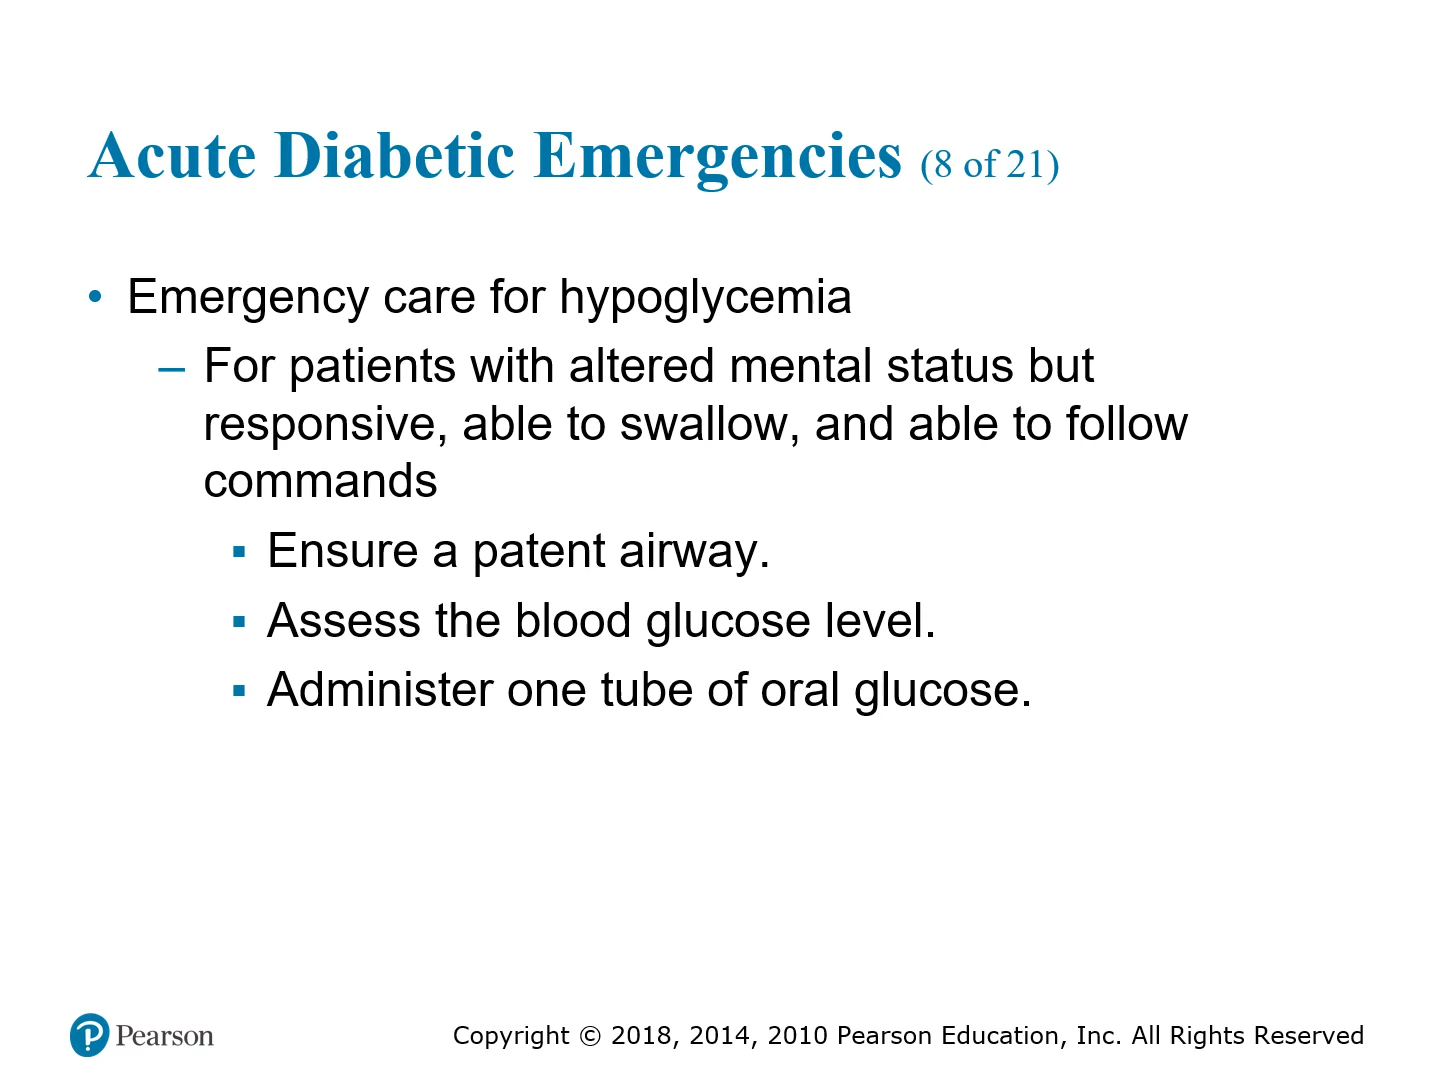 Acute Diabetic Emergencies (8 of 21)
• Emergency care for hypoglycemia
– For patients with altered mental status but
responsive, able to swallow, and able to follow
commands
▪ Ensure a patent airway.
▪ Assess the blood glucose level.
▪ Administer one tube of oral glucose.
Pearson
Copyright © 2018, 2014, 2010 Pearson Education, Inc. All Rights Reserved